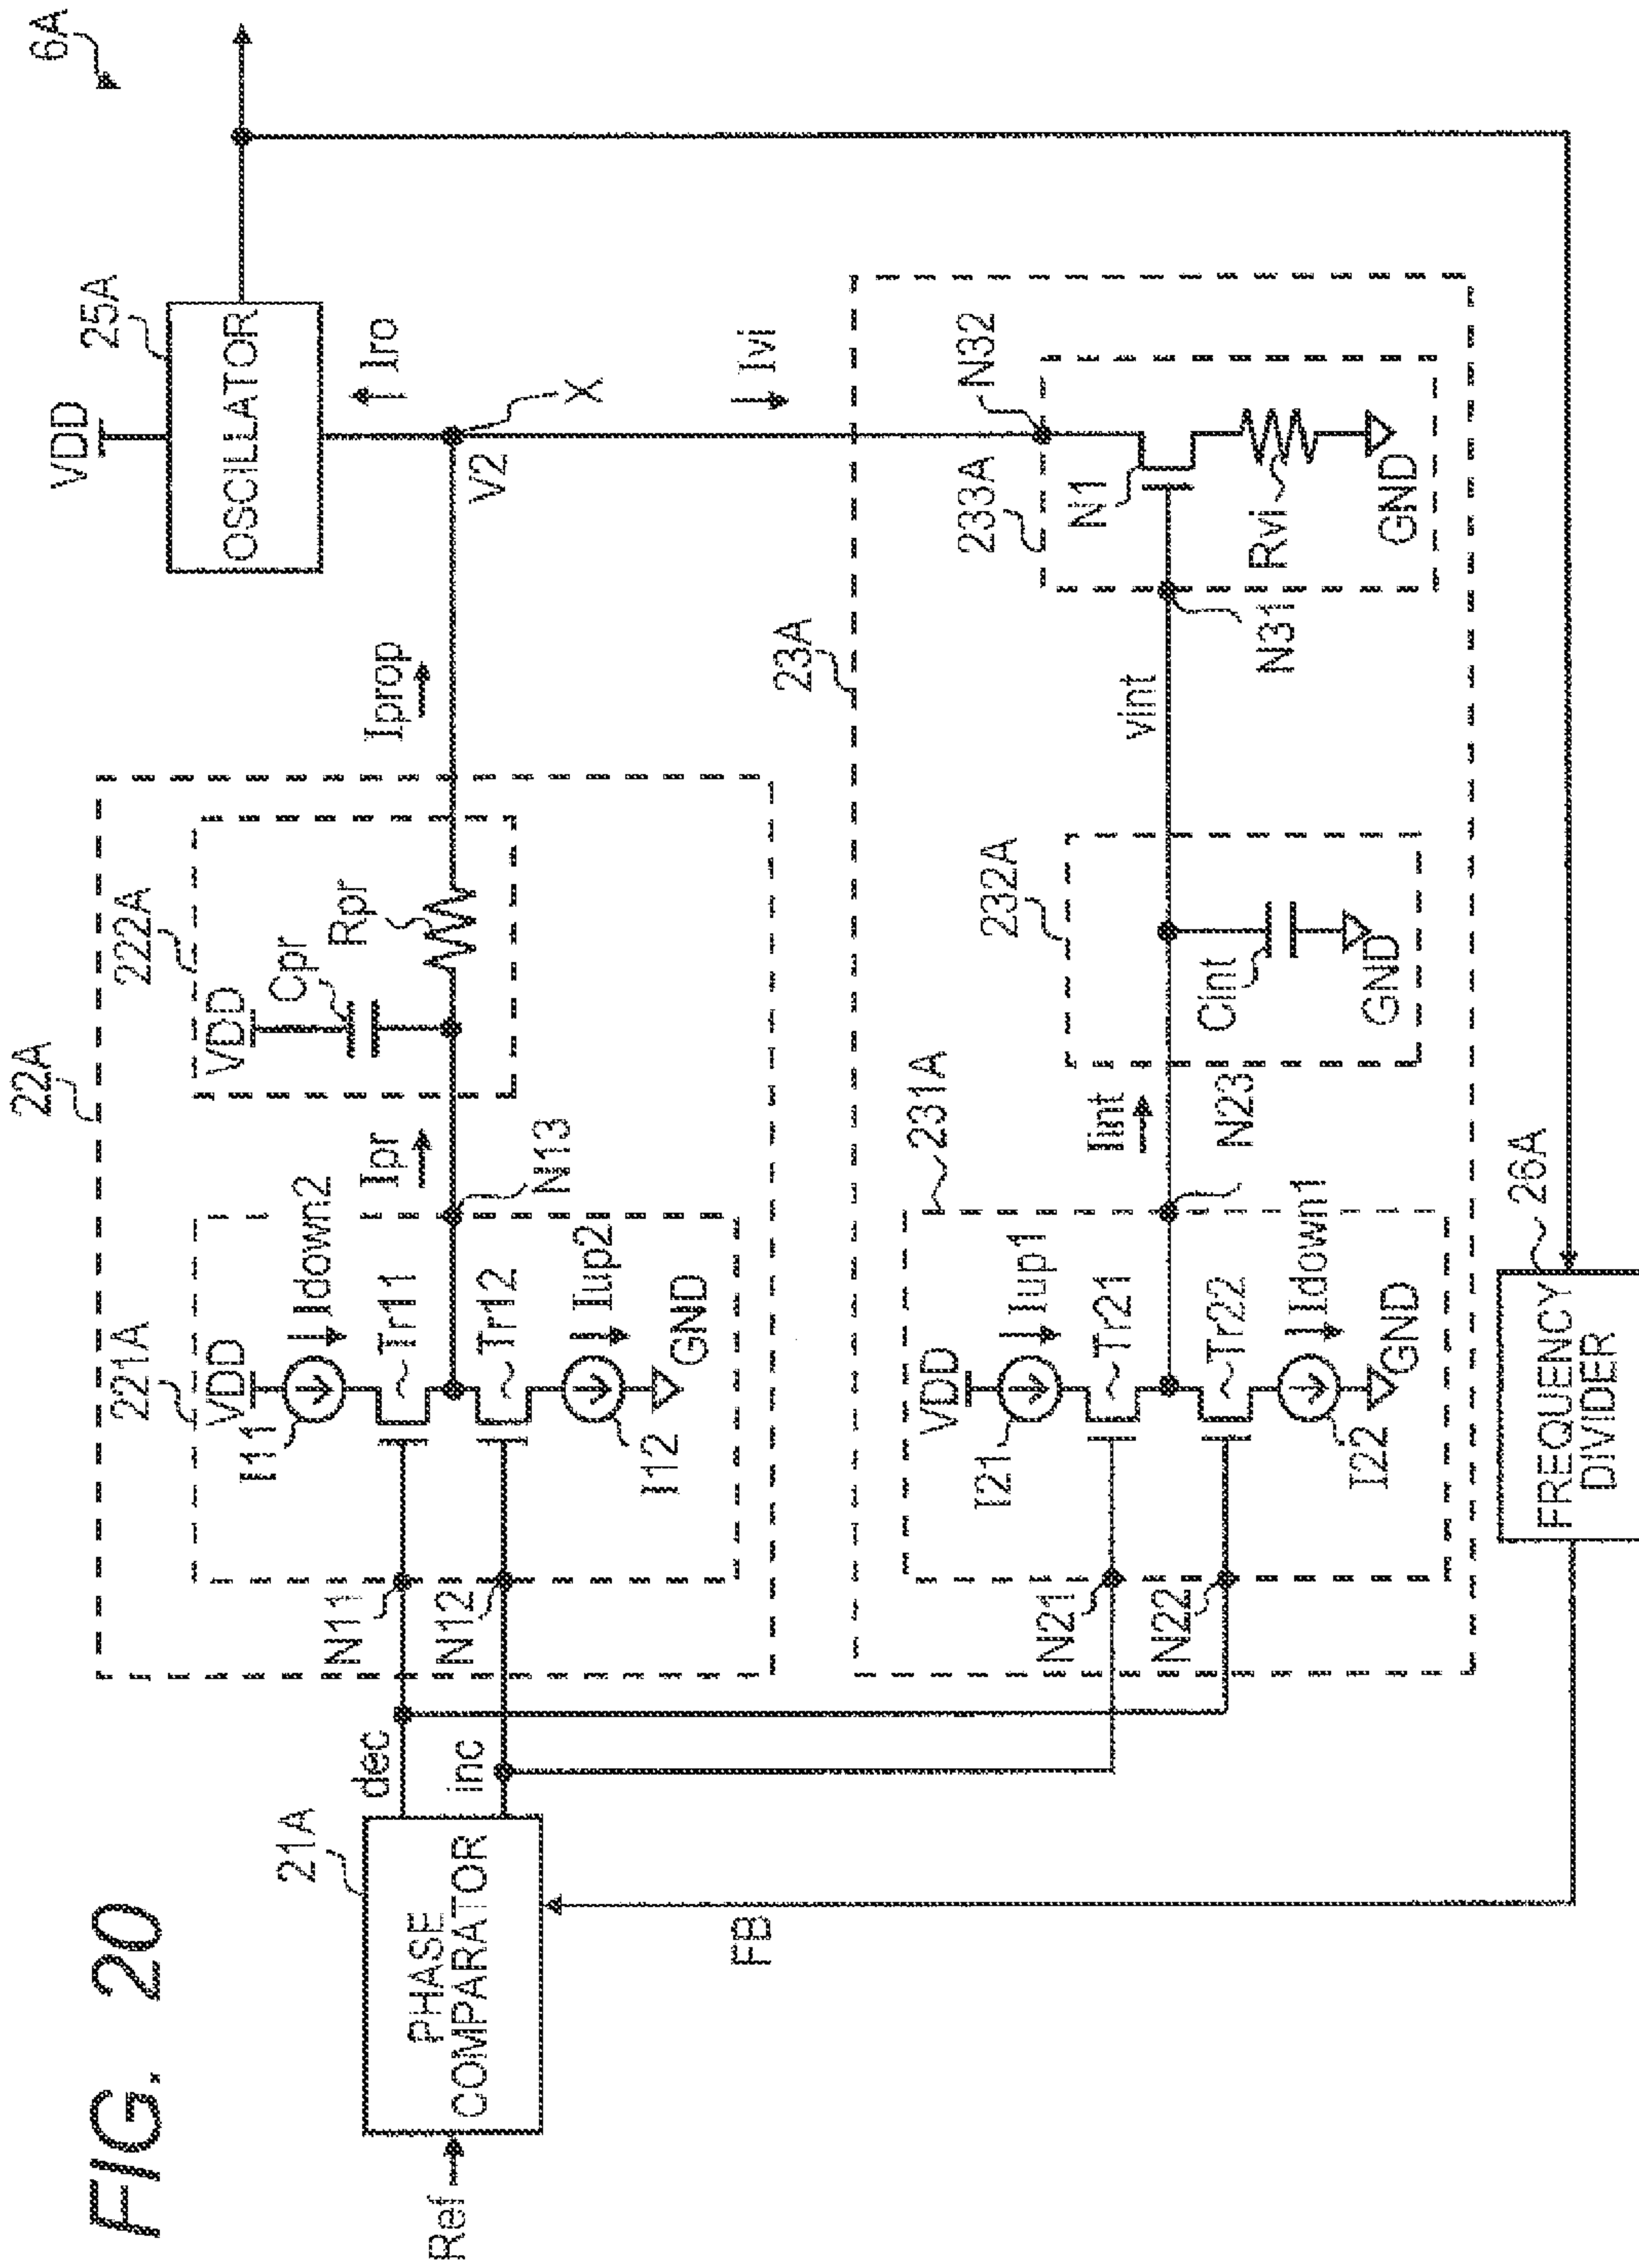 FIG. 20
6A
Ref
21A
PHASE
COMPARATOR
dec
inc
FB
22A
221A
VDD
I11
Idown2
Tr11
Tr12
Iup2
I12
GND
N11
N12
N13
Ipr
222A
VDD
Cpr
Rpr
Iprop
VDD
25A
OSCILLATOR
Iro
V2
X
Ivi
23A
231A
VDD
I21
Iup1
Tr21
Tr22
Idown1
I22
GND
N21
N22
N23
Iint
232A
Cint
GND
vint
N31
233A
N32
N1
Rvi
GND
26A
FREQUENCY
DIVIDER